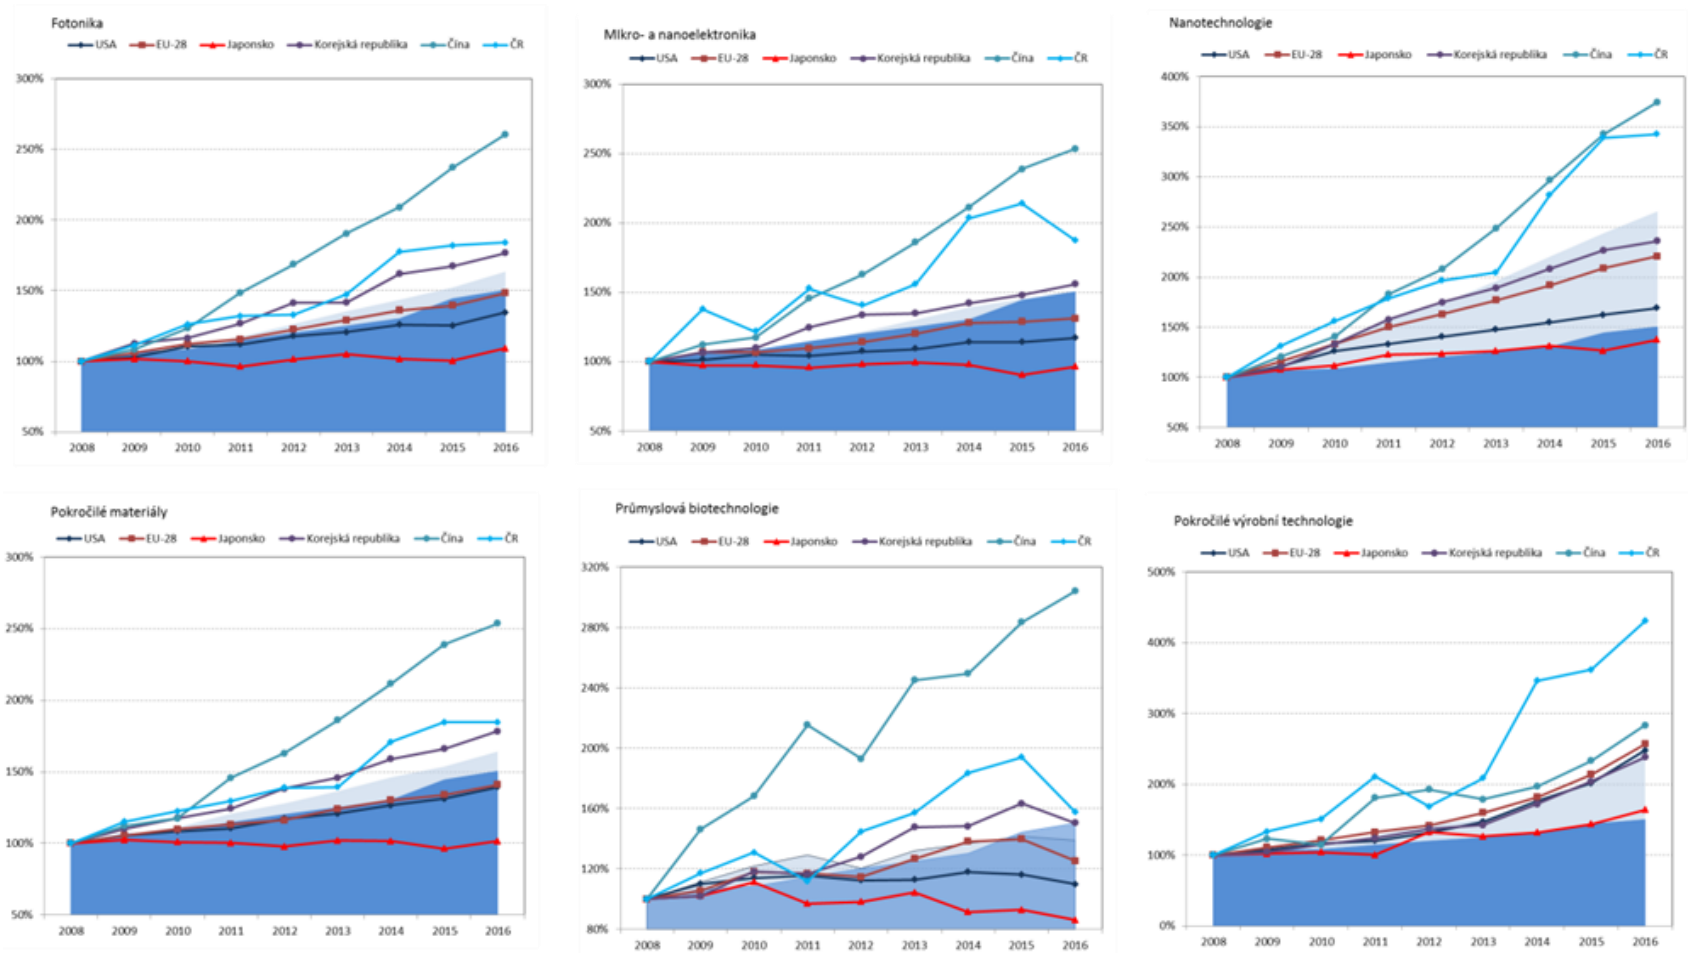 Fotonika
USA EU-28 Japonsko Korejská republika Čína ČR
300%
250%
200%
150%
100%
50%
2008 2009 2010 2011 2012 2013 2014 2015 2016
MIkro- a nanoelektronika
USA EU-28 Japonsko Korejská republika Čína ČR
300%
250%
200%
150%
100%
50%
2008 2009 2010 2011 2012 2013 2014 2015 2016
Nanotechnologie
USA EU-28 Japonsko Korejská republika Čína ČR
400%
350%
300%
250%
200%
150%
100%
50%
2008 2009 2010 2011 2012 2013 2014 2015 2016
Pokročilé materiály
USA EU-28 Japonsko Korejská republika Čína ČR
300%
250%
200%
150%
100%
50%
2008 2009 2010 2011 2012 2013 2014 2015 2016
Průmyslová biotechnologie
USA EU-28 Japonsko Korejská republika Čína ČR
320%
280%
240%
200%
160%
120%
80%
2008 2009 2010 2011 2012 2013 2014 2015 2016
Pokročilé výrobní technologie
USA EU-28 Japonsko Korejská republika Čína ČR
500%
400%
300%
200%
100%
0%
2008 2009 2010 2011 2012 2013 2014 2015 2016